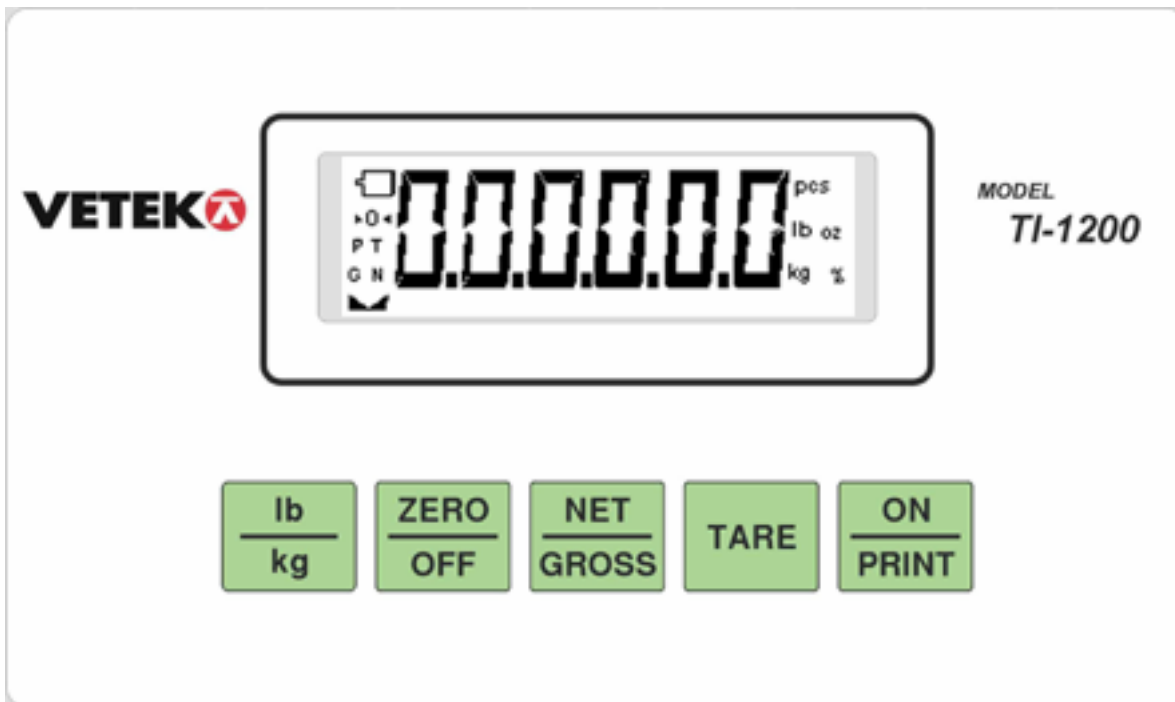 VETEK
MODEL
TI-1200
0.0.0.0.0.0
pcs
▸0◂
lb oz
P T
G N
kg %
lb
kg
ZERO
OFF
NET
GROSS
TARE
ON
PRINT